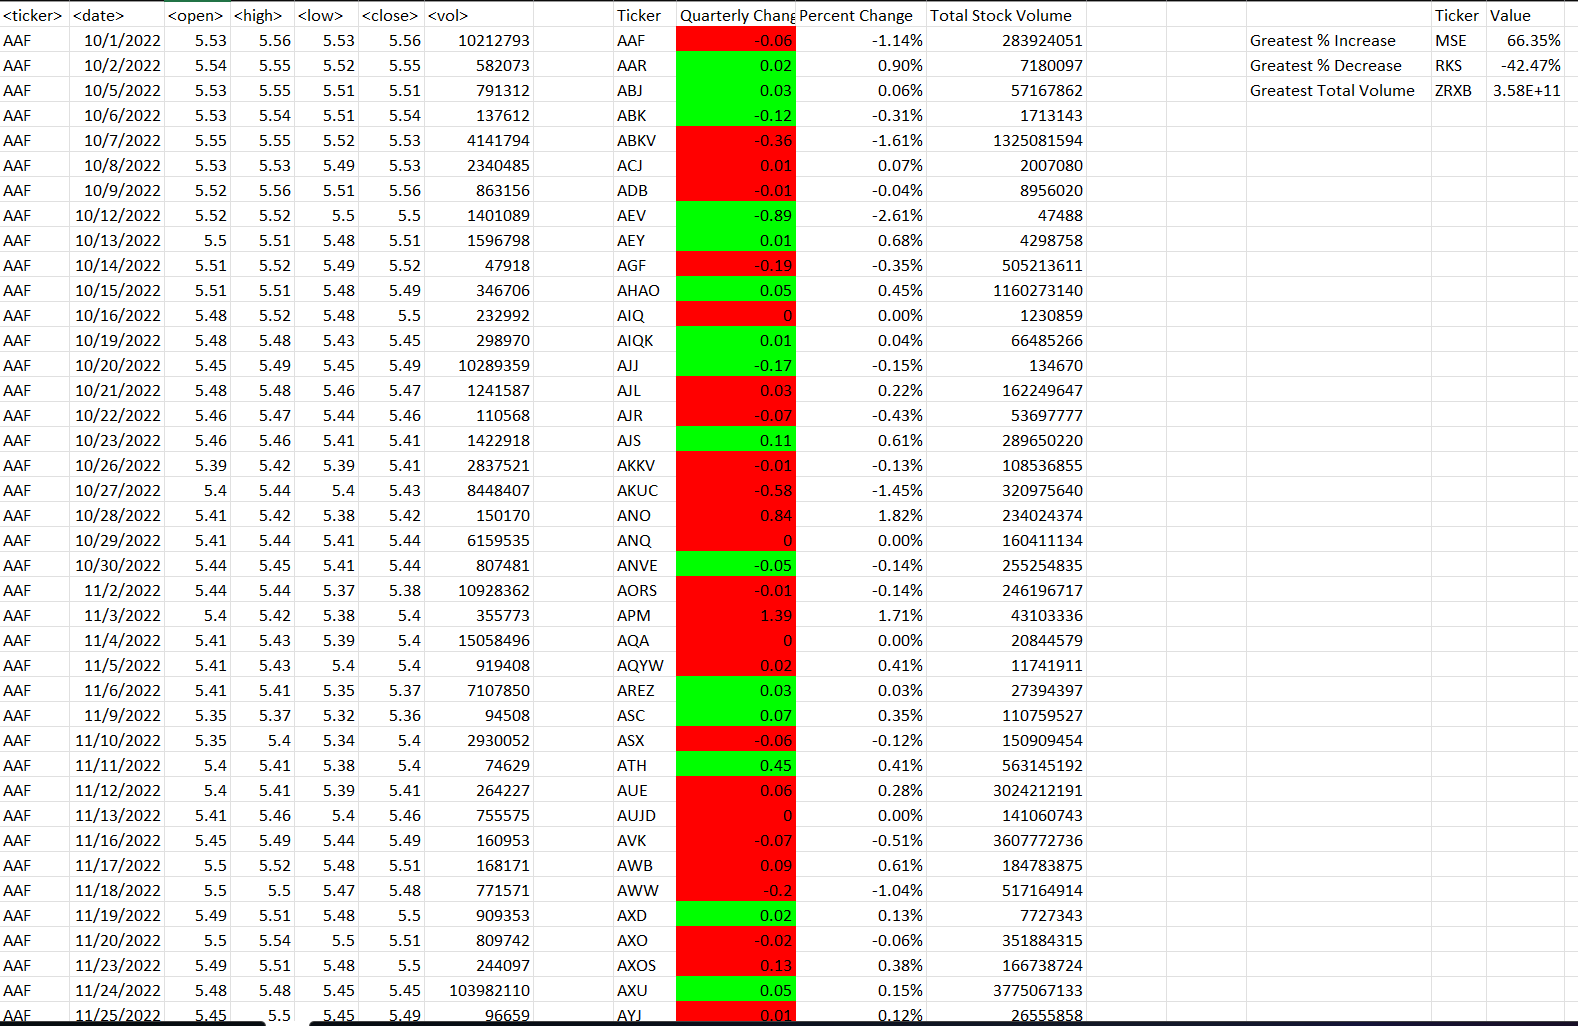 <ticker> <date> <open> <high> <low> <close> <vol> Ticker Quarterly Chang Percent Change Total Stock Volume Ticker Value
AAF 10/1/2022 5.53 5.56 5.53 5.56 10212793 AAF -0.06 -1.14% 283924051 Greatest % Increase MSE 66.35%
AAF 10/2/2022 5.54 5.55 5.52 5.55 582073 AAR 0.02 0.90% 7180097 Greatest % Decrease RKS -42.47%
AAF 10/5/2022 5.53 5.55 5.51 5.51 791312 ABJ 0.03 0.06% 57167862 Greatest Total Volume ZRXB 3.58E+11
AAF 10/6/2022 5.53 5.54 5.51 5.54 137612 ABK -0.12 -0.31% 1713143
AAF 10/7/2022 5.55 5.55 5.52 5.53 4141794 ABKV -0.36 -1.61% 1325081594
AAF 10/8/2022 5.53 5.53 5.49 5.53 2340485 ACJ 0.01 0.07% 2007080
AAF 10/9/2022 5.52 5.56 5.51 5.56 863156 ADB -0.01 -0.04% 8956020
AAF 10/12/2022 5.52 5.52 5.5 5.5 1401089 AEV -0.89 -2.61% 47488
AAF 10/13/2022 5.5 5.51 5.48 5.51 1596798 AEY 0.01 0.68% 4298758
AAF 10/14/2022 5.51 5.52 5.49 5.52 47918 AGF -0.19 -0.35% 505213611
AAF 10/15/2022 5.51 5.51 5.48 5.49 346706 AHAO 0.05 0.45% 1160273140
AAF 10/16/2022 5.48 5.52 5.48 5.5 232992 AIQ 0 0.00% 1230859
AAF 10/19/2022 5.48 5.48 5.43 5.45 298970 AIQK 0.01 0.04% 66485266
AAF 10/20/2022 5.45 5.49 5.45 5.49 10289359 AJJ -0.17 -0.15% 134670
AAF 10/21/2022 5.48 5.48 5.46 5.47 1241587 AJL 0.03 0.22% 162249647
AAF 10/22/2022 5.46 5.47 5.44 5.46 110568 AJR -0.07 -0.43% 53697777
AAF 10/23/2022 5.46 5.46 5.41 5.41 1422918 AJS 0.11 0.61% 289650220
AAF 10/26/2022 5.39 5.42 5.39 5.41 2837521 AKKV -0.01 -0.13% 108536855
AAF 10/27/2022 5.4 5.44 5.4 5.43 8448407 AKUC -0.58 -1.45% 320975640
AAF 10/28/2022 5.41 5.42 5.38 5.42 150170 ANO 0.84 1.82% 234024374
AAF 10/29/2022 5.41 5.44 5.41 5.44 6159535 ANQ 0 0.00% 160411134
AAF 10/30/2022 5.44 5.45 5.41 5.44 807481 ANVE -0.05 -0.14% 255254835
AAF 11/2/2022 5.44 5.44 5.37 5.38 10928362 AORS -0.01 -0.14% 246196717
AAF 11/3/2022 5.4 5.42 5.38 5.4 355773 APM 1.39 1.71% 43103336
AAF 11/4/2022 5.41 5.43 5.39 5.4 15058496 AQA 0 0.00% 20844579
AAF 11/5/2022 5.41 5.43 5.4 5.4 919408 AQYW 0.02 0.41% 11741911
AAF 11/6/2022 5.41 5.41 5.35 5.37 7107850 AREZ 0.03 0.03% 27394397
AAF 11/9/2022 5.35 5.37 5.32 5.36 94508 ASC 0.07 0.35% 110759527
AAF 11/10/2022 5.35 5.4 5.34 5.4 2930052 ASX -0.06 -0.12% 150909454
AAF 11/11/2022 5.4 5.41 5.38 5.4 74629 ATH 0.45 0.41% 563145192
AAF 11/12/2022 5.4 5.41 5.39 5.41 264227 AUE 0.06 0.28% 3024212191
AAF 11/13/2022 5.41 5.46 5.4 5.46 755575 AUJD 0 0.00% 141060743
AAF 11/16/2022 5.45 5.49 5.44 5.49 160953 AVK -0.07 -0.51% 3607772736
AAF 11/17/2022 5.5 5.52 5.48 5.51 168171 AWB 0.09 0.61% 184783875
AAF 11/18/2022 5.5 5.5 5.47 5.48 771571 AWW -0.2 -1.04% 517164914
AAF 11/19/2022 5.49 5.51 5.48 5.5 909353 AXD 0.02 0.13% 7727343
AAF 11/20/2022 5.5 5.54 5.5 5.51 809742 AXO -0.02 -0.06% 351884315
AAF 11/23/2022 5.49 5.51 5.48 5.5 244097 AXOS 0.13 0.38% 166738724
AAF 11/24/2022 5.48 5.48 5.45 5.45 103982110 AXU 0.05 0.15% 3775067133
AAF 11/25/2022 5.45 5.5 5.45 5.49 96659 AYJ 0.01 0.12% 26555858